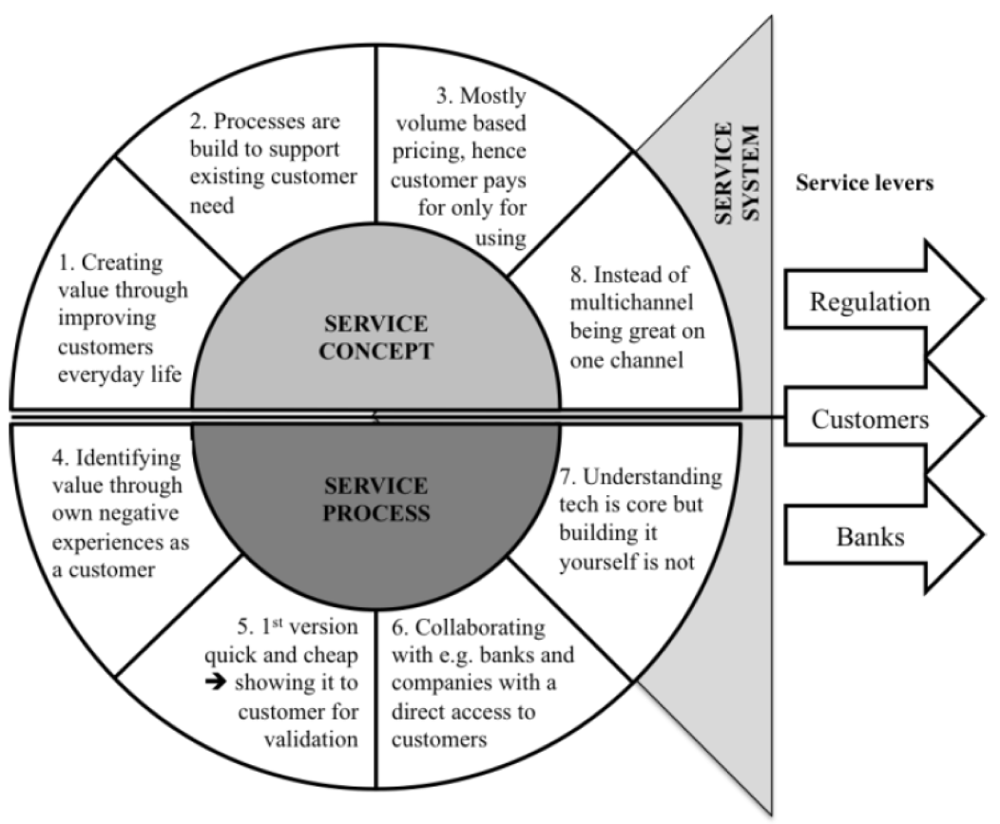 1. Creating
value through
improving
customers
everyday life
2. Processes are
build to support
existing customer
need
3. Mostly
volume based
pricing, hence
customer pays
for only for
using
8. Instead of
multichannel
being great on
one channel
SERVICE
CONCEPT
4. Identifying
value through
own negative
experiences as
a customer
5. 1st version
quick and cheap
➔ showing it to
customer for
validation
6. Collaborating
with e.g. banks and
companies with a
direct access to
customers
7. Understanding
tech is core but
building it
yourself is not
SERVICE
PROCESS
SERVICE
SYSTEM
Service levers
Regulation
Customers
Banks